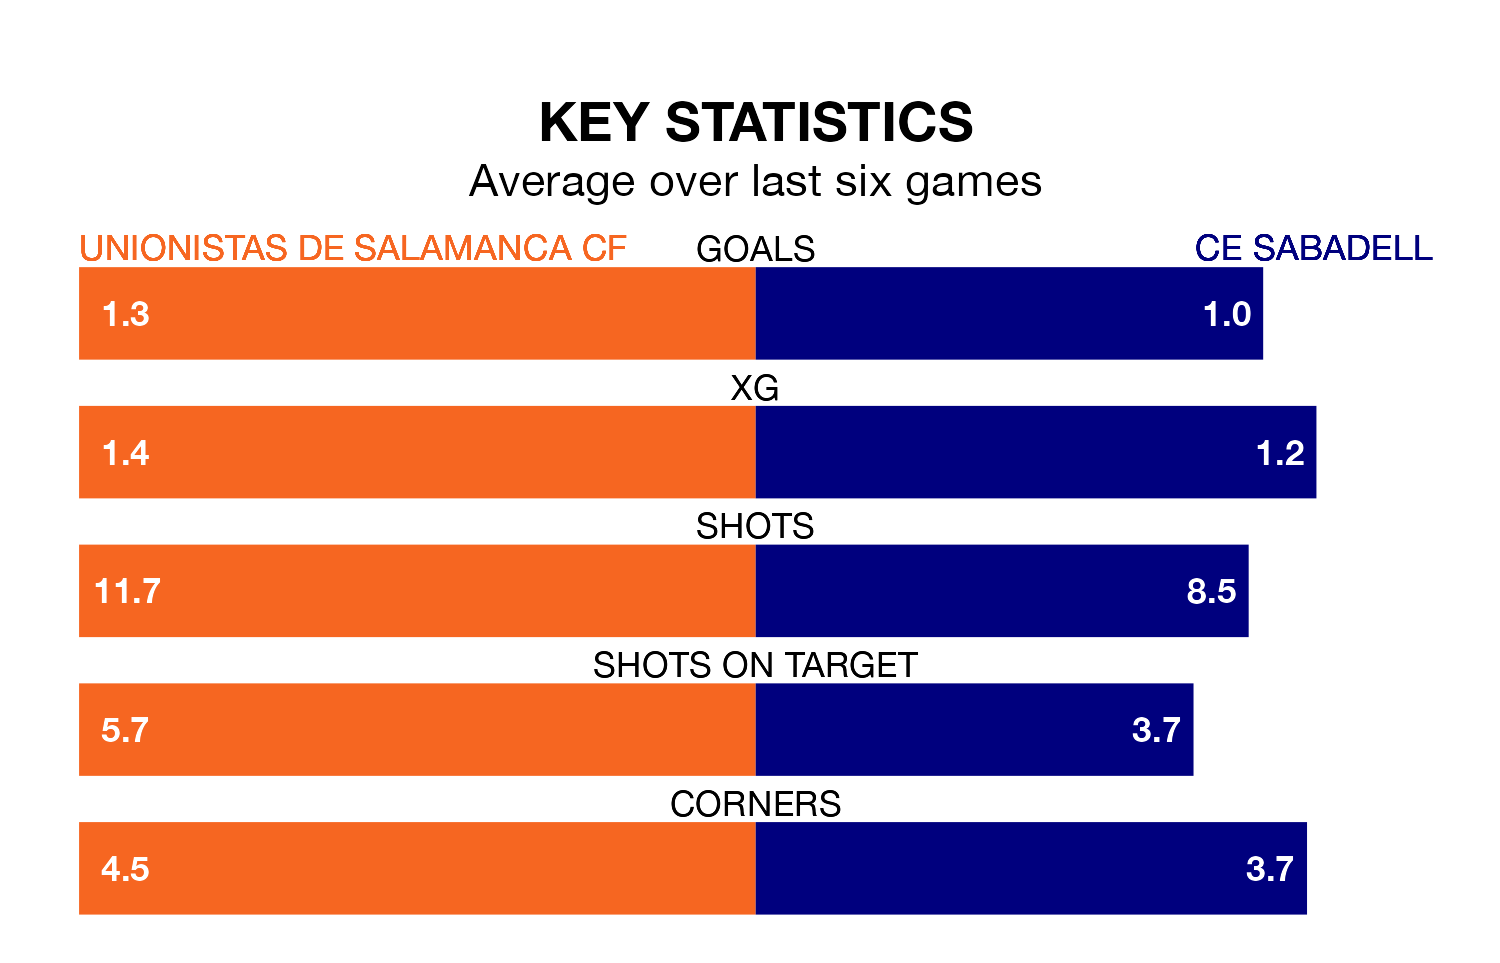 KEY STATISTICS
Average over last six games
UNIONISTAS DE SALAMANCA CF GOALS CE SABADELL
1.3 1.0
XG
1.4 1.2
SHOTS
11.7 8.5
SHOTS ON TARGET
5.7 3.7
CORNERS
4.5 3.7